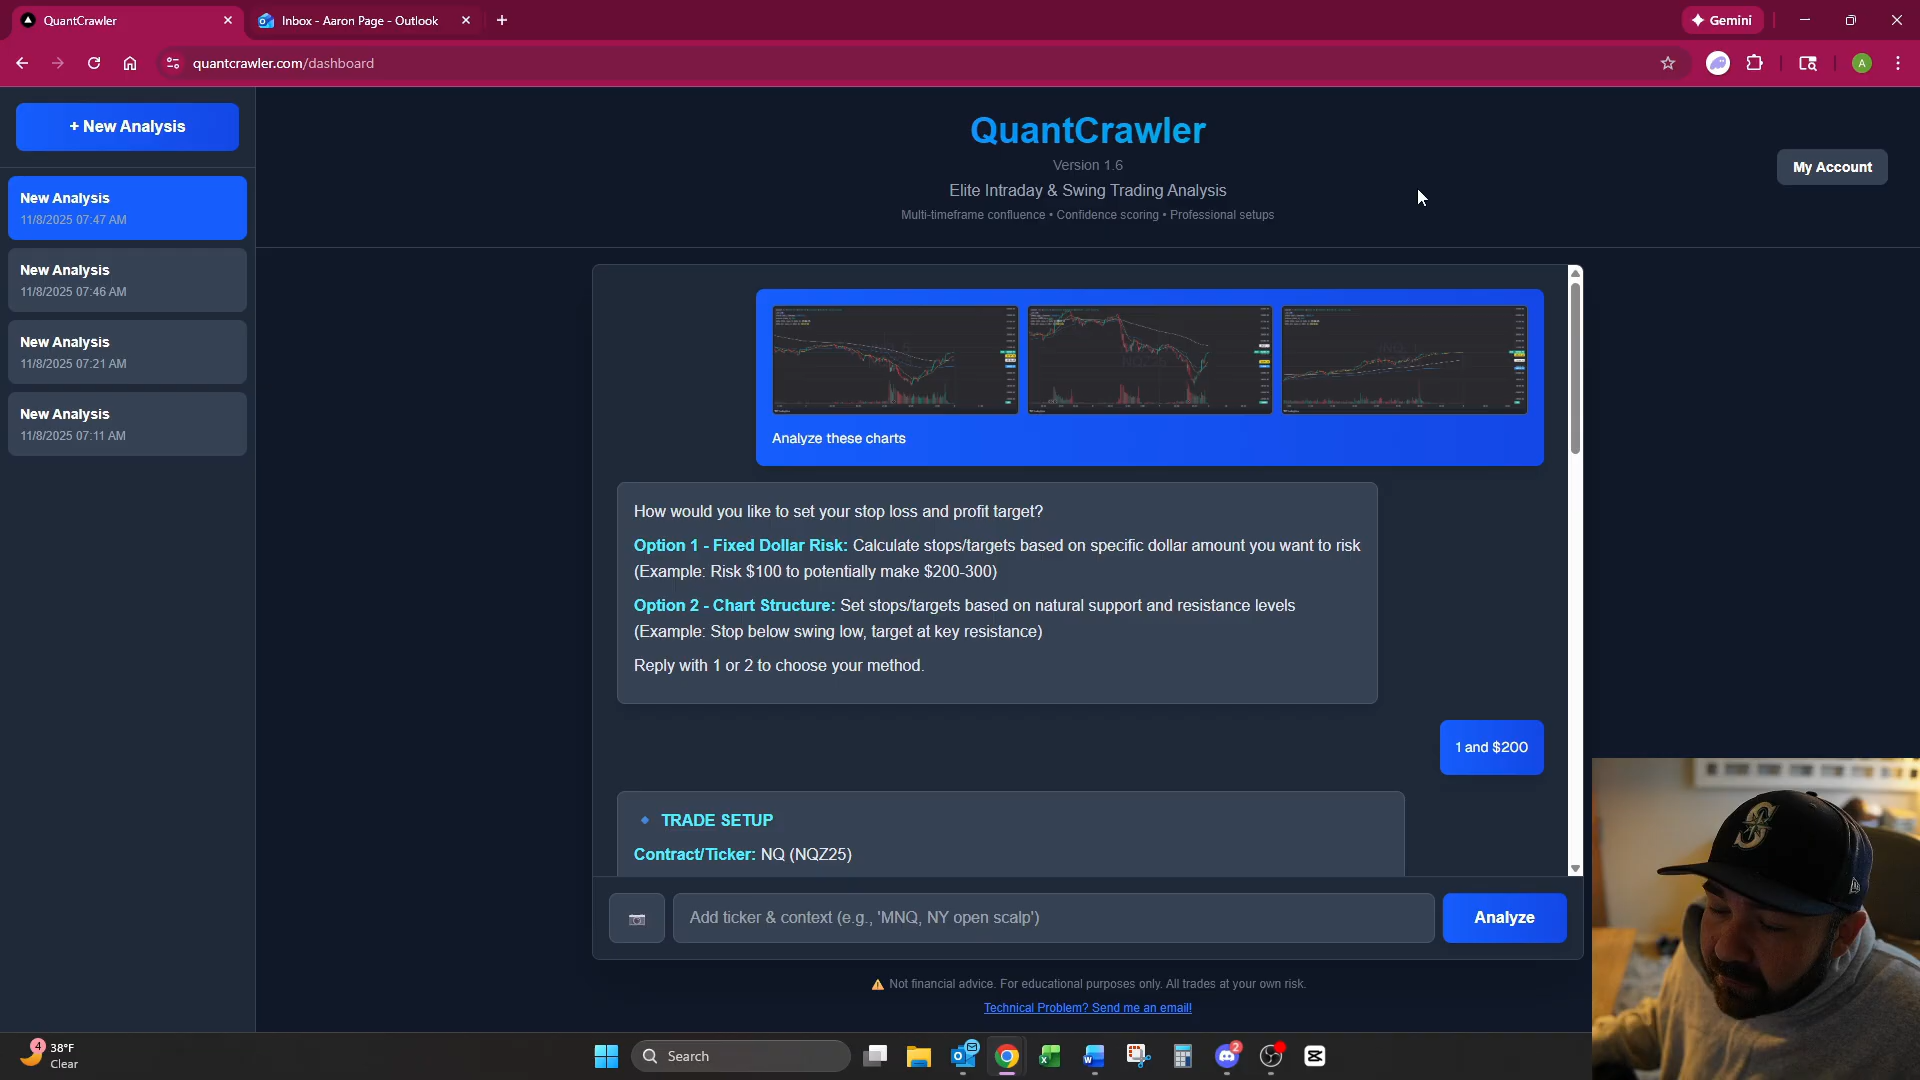 QuantCrawler
Inbox - Aaron Page - Outlook
Gemini
quantcrawler.com/dashboard
A
+ New Analysis
New Analysis
11/8/2025 07:47 AM
New Analysis
11/8/2025 07:46 AM
New Analysis
11/8/2025 07:21 AM
New Analysis
11/8/2025 07:11 AM
QuantCrawler
Version 1.6
Elite Intraday & Swing Trading Analysis
Multi-timeframe confluence • Confidence scoring • Professional setups
My Account
Analyze these charts
How would you like to set your stop loss and profit target?
Option 1 - Fixed Dollar Risk: Calculate stops/targets based on specific dollar amount you want to risk
(Example: Risk $100 to potentially make $200-300)
Option 2 - Chart Structure: Set stops/targets based on natural support and resistance levels
(Example: Stop below swing low, target at key resistance)
Reply with 1 or 2 to choose your method.
1 and $200
TRADE SETUP
Contract/Ticker: NQ (NQZ25)
Add ticker & context (e.g., 'MNQ, NY open scalp')
Analyze
Not financial advice. For educational purposes only. All trades at your own risk.
Technical Problem? Send me an email!
4
38°F
Clear
Search
2